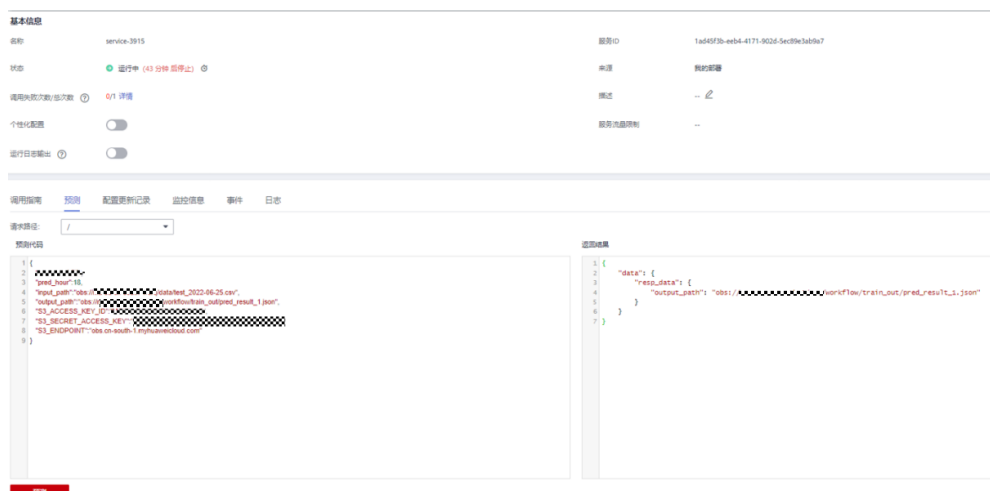 基本信息
名称 service-3915 服务ID 1ad45f3b-eeb4-4171-902d-5ec89e3ab9a7
状态 运行中 (43 分钟 后停止) 来源 我的部署
调用失败次数/总次数 0/1 详情 描述 --
个性化配置 服务流量限制 --
运行日志输出
调用指南 预测 配置更新记录 监控信息 事件 日志
请求路径: /
预测代码 返回结果
1 {
2
3 "pred_hour":18,
4 "input_path":"obs:// /data/test_2022-06-25.csv",
5 "output_path":"obs:// workflow/train_out/pred_result_1.json",
6 "S3_ACCESS_KEY_ID":
7 "S3_SECRET_ACCESS_KEY":
8 "S3_ENDPOINT":"obs.cn-south-1.myhuaweicloud.com"
9 }
1 {
2 "data": {
3 "resp_data": {
4 "output_path": "obs:// /workflow/train_out/pred_result_1.json"
5 }
6 }
7 }